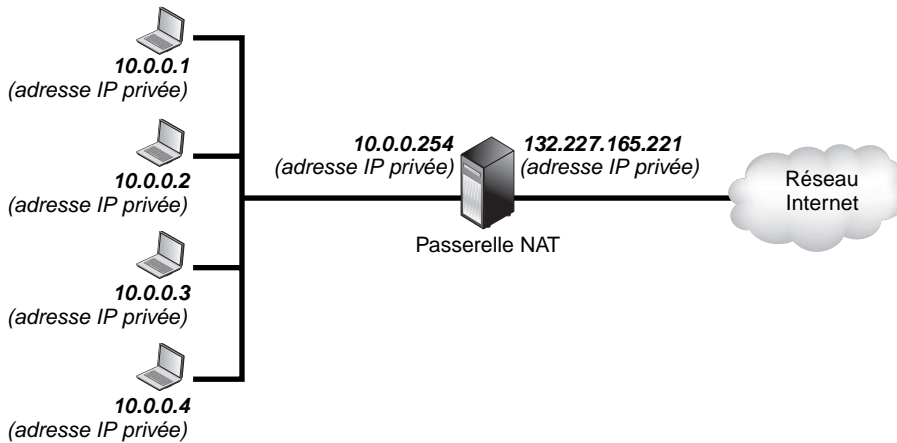 10.0.0.1
(adresse IP privée)
10.0.0.2
(adresse IP privée)
10.0.0.3
(adresse IP privée)
10.0.0.4
(adresse IP privée)
10.0.0.254
(adresse IP privée)
132.227.165.221
(adresse IP privée)
Passerelle NAT
Réseau
Internet